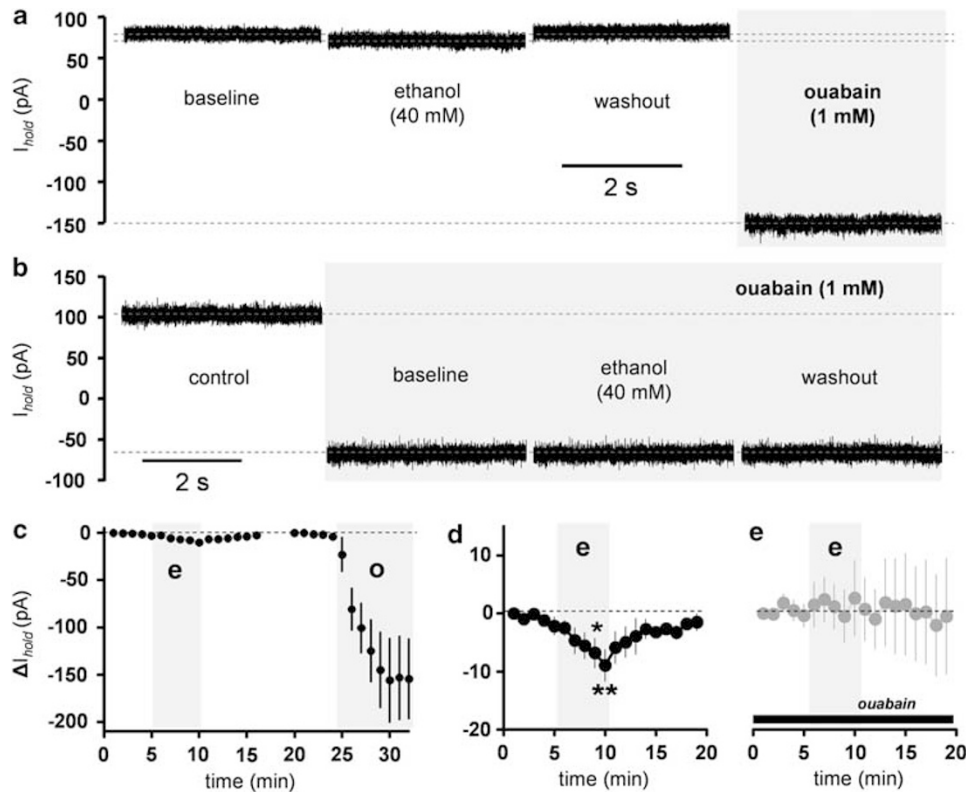 a
100
50
0
-50
-100
-150
I_hold (pA)
baseline
ethanol
(40 mM)
washout
ouabain
(1 mM)
2 s
b
150
100
50
0
-50
-100
I_hold (pA)
ouabain (1 mM)
control
baseline
ethanol
(40 mM)
washout
2 s
c
0
-50
-100
-150
-200
ΔI_hold (pA)
e
o
0 5 10 15 20 25 30
time (min)
d
10
0
-10
-20
e
*
**
0 5 10 15 20
time (min)
e
e
ouabain
0 5 10 15 20
time (min)